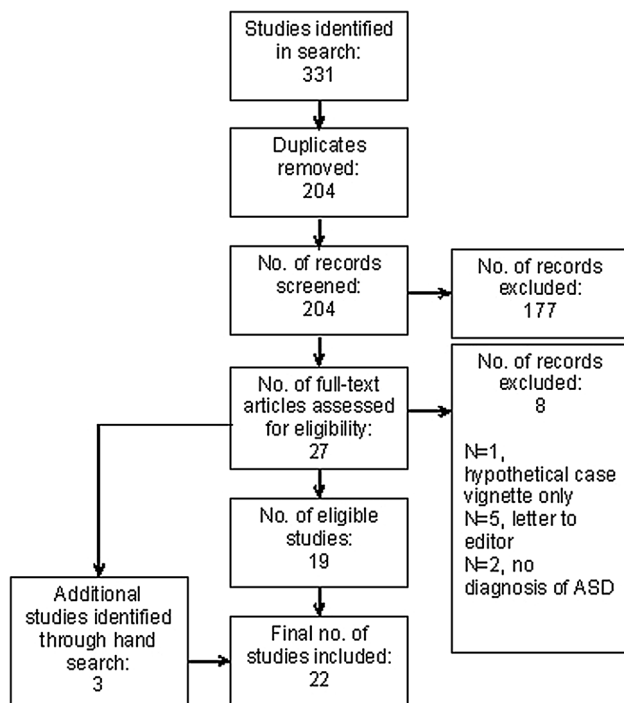 Studies identified
in search:
331
Duplicates
removed:
204
No. of records
screened:
204
No. of records
excluded:
177
No. of full-text
articles assessed
for eligibility:
27
No. of records
excluded:
8
N=1,
hypothetical case
vignette only
N=5, letter to
editor
N=2, no
diagnosis of ASD
No. of eligible
studies:
19
Additional
studies identified
through hand
search:
3
Final no. of
studies included:
22